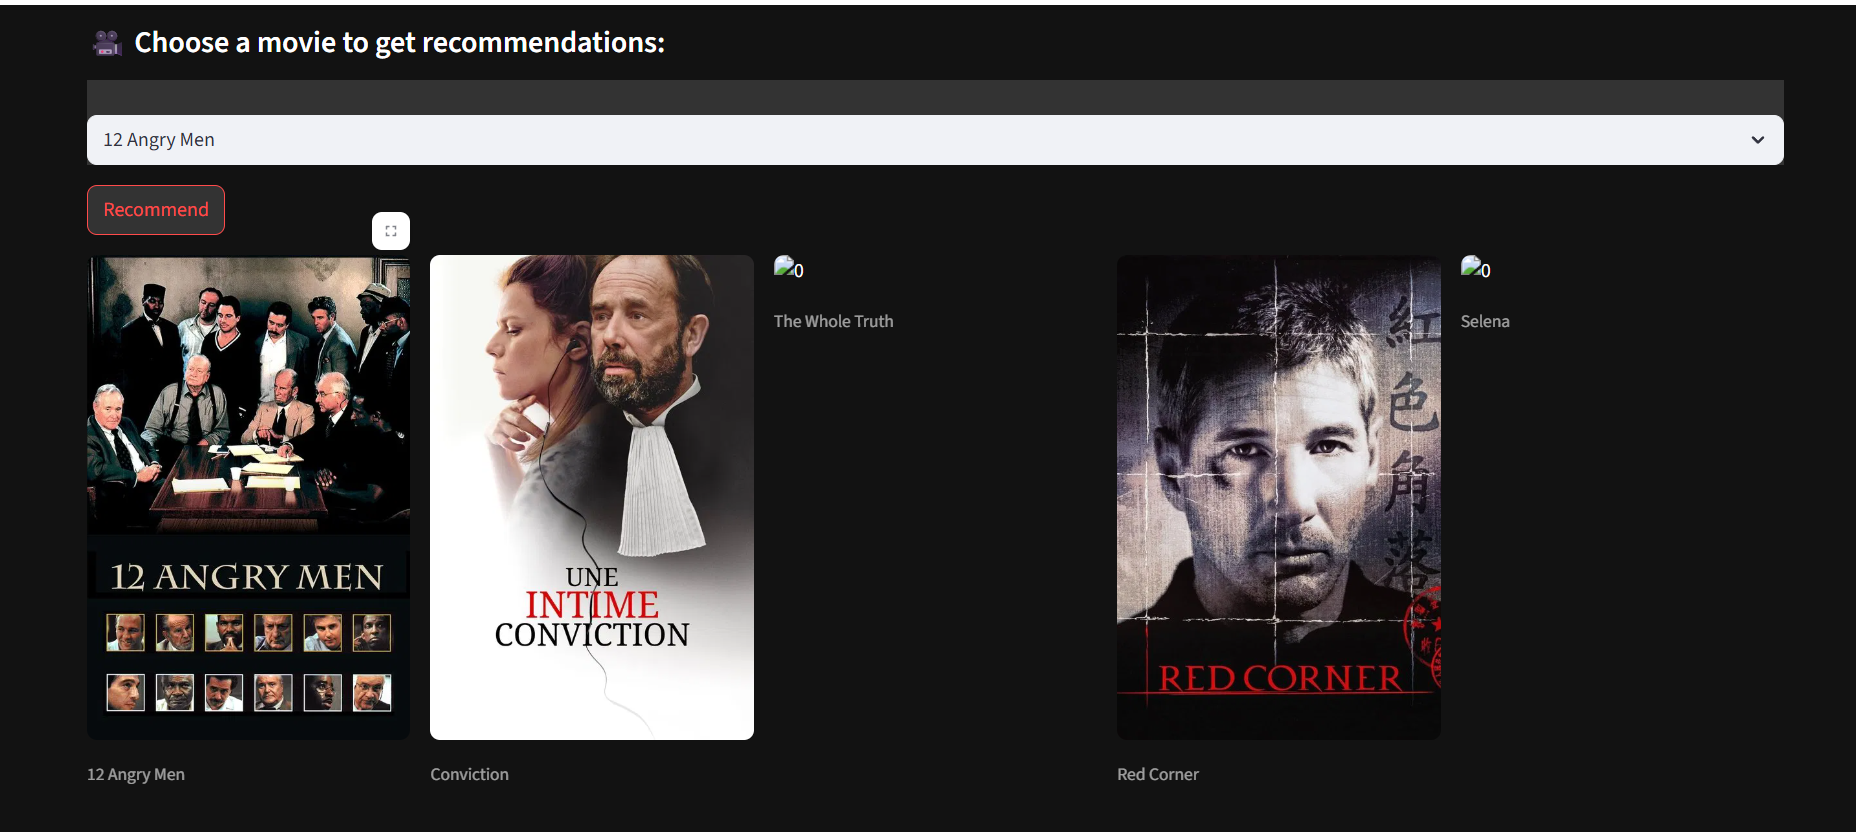 Choose a movie to get recommendations:
12 Angry Men
Recommend
12 ANGRY MEN
12 Angry Men
UNE
INTIME
CONVICTION
Conviction
0
The Whole Truth
紅
色
角
落
RED CORNER
Red Corner
0
Selena